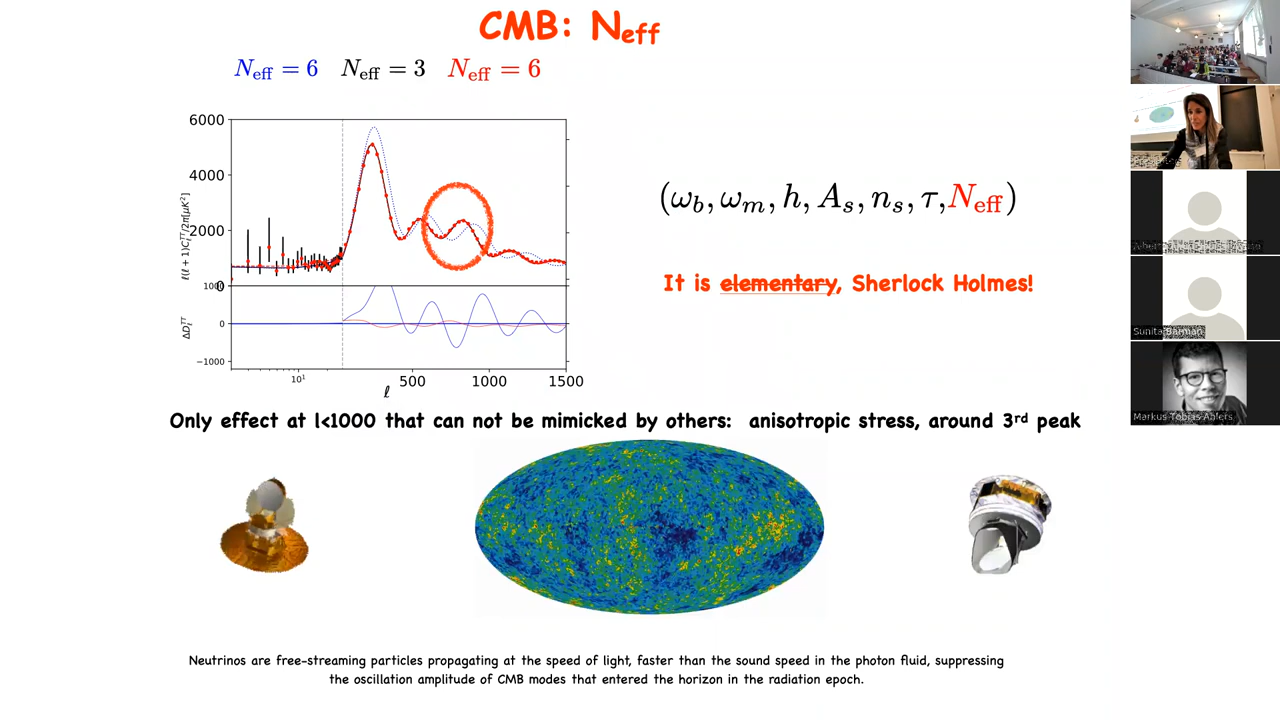 CMB: Neff
Neff = 6 Neff = 3 Neff = 6
6000
4000
2000
0
ℓ(ℓ+1)CℓTT/2π[μK²]
1000
0
−1000
ΔDℓTT
10¹ 500 1000 1500
ℓ
(ωb, ωm, h, As, ns, τ, Neff)
It is elementary, Sherlock Holmes!
Only effect at l<1000 that can not be mimicked by others: anisotropic stress, around 3rd peak
Neutrinos are free-streaming particles propagating at the speed of light, faster than the sound speed in the photon fluid, suppressing
the oscillation amplitude of CMB modes that entered the horizon in the radiation epoch.
Sunita Barman
Markus Tobias Ahlers